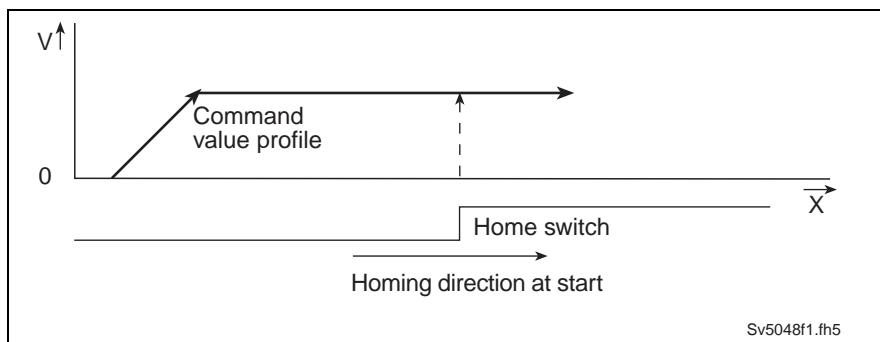 V
Command
value profile
0
X
Home switch
Homing direction at start
Sv5048f1.fh5